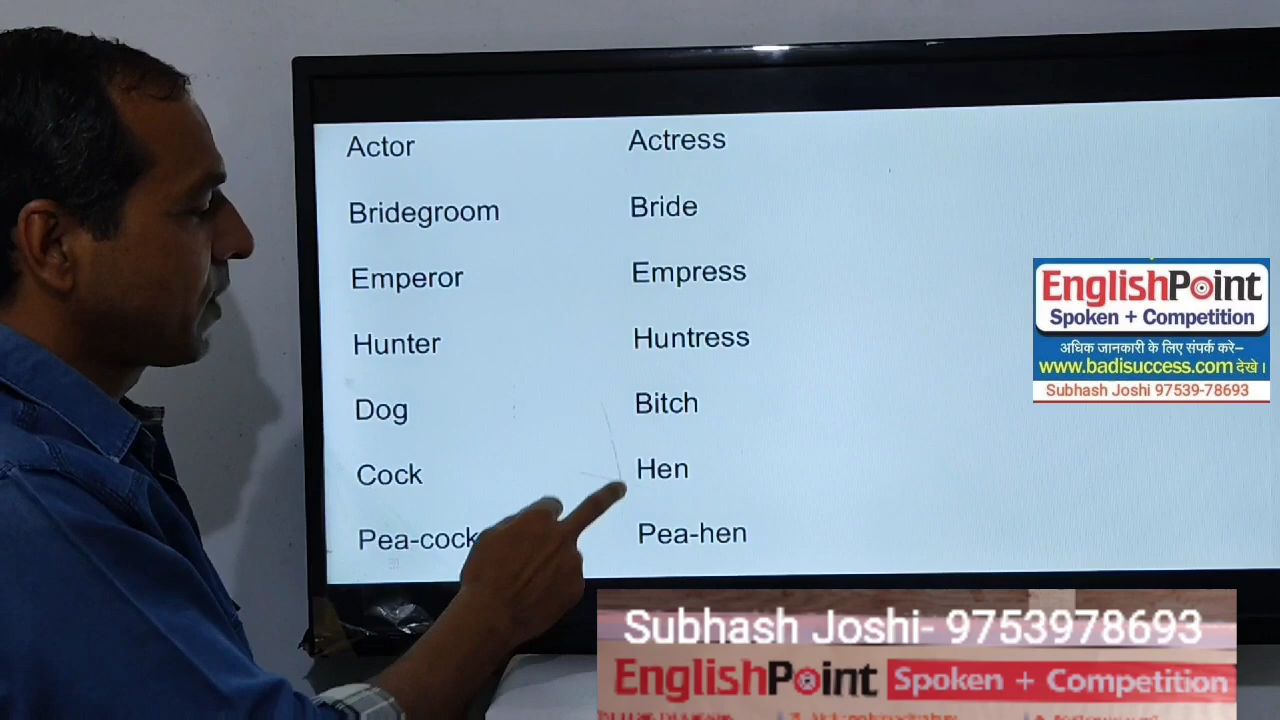 Actor Actress
Bridegroom Bride
Emperor Empress
Hunter Huntress
Dog Bitch
Cock Hen
Pea-cock Pea-hen
EnglishPoint
Spoken + Competition
अधिक जानकारी के लिए संपर्क करे–
www.badisuccess.com देखे ।
Subhash Joshi 97539-78693
Subhash Joshi- 9753978693
EnglishPoint Spoken + Competition